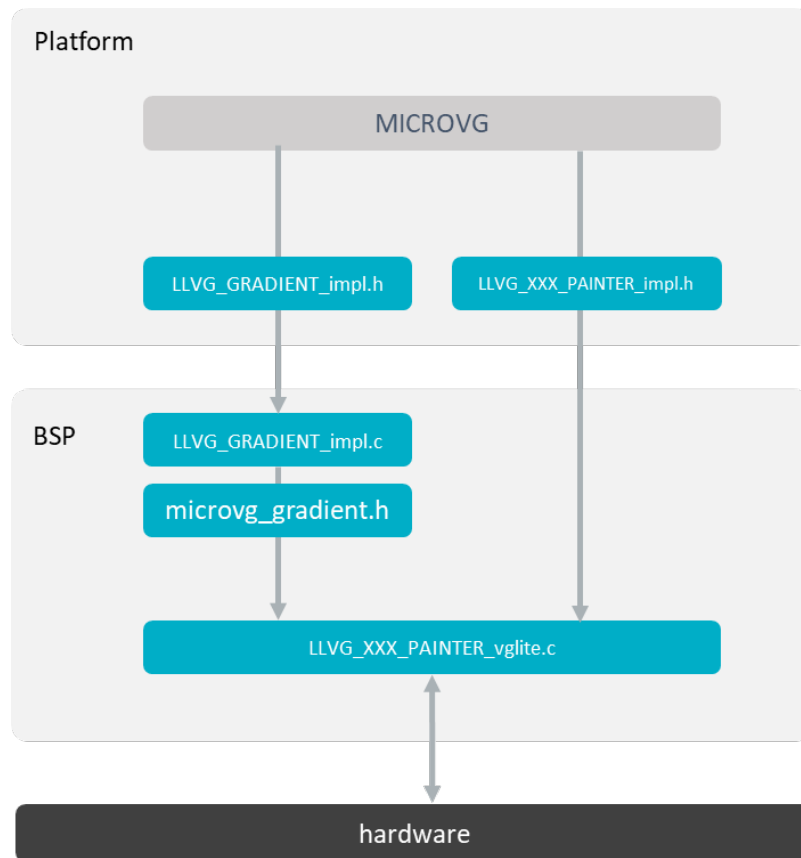 Platform
MICROVG
LLVG_GRADIENT_impl.h
LLVG_XXX_PAINTER_impl.h
BSP
LLVG_GRADIENT_impl.c
microvg_gradient.h
LLVG_XXX_PAINTER_vglite.c
hardware